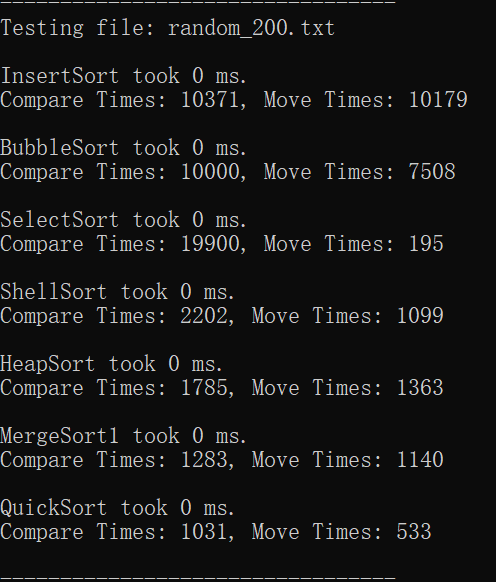 Testing file: random_200.txt
InsertSort took 0 ms.
Compare Times: 10371, Move Times: 10179
BubbleSort took 0 ms.
Compare Times: 10000, Move Times: 7508
SelectSort took 0 ms.
Compare Times: 19900, Move Times: 195
ShellSort took 0 ms.
Compare Times: 2202, Move Times: 1099
HeapSort took 0 ms.
Compare Times: 1785, Move Times: 1363
MergeSort1 took 0 ms.
Compare Times: 1283, Move Times: 1140
QuickSort took 0 ms.
Compare Times: 1031, Move Times: 533